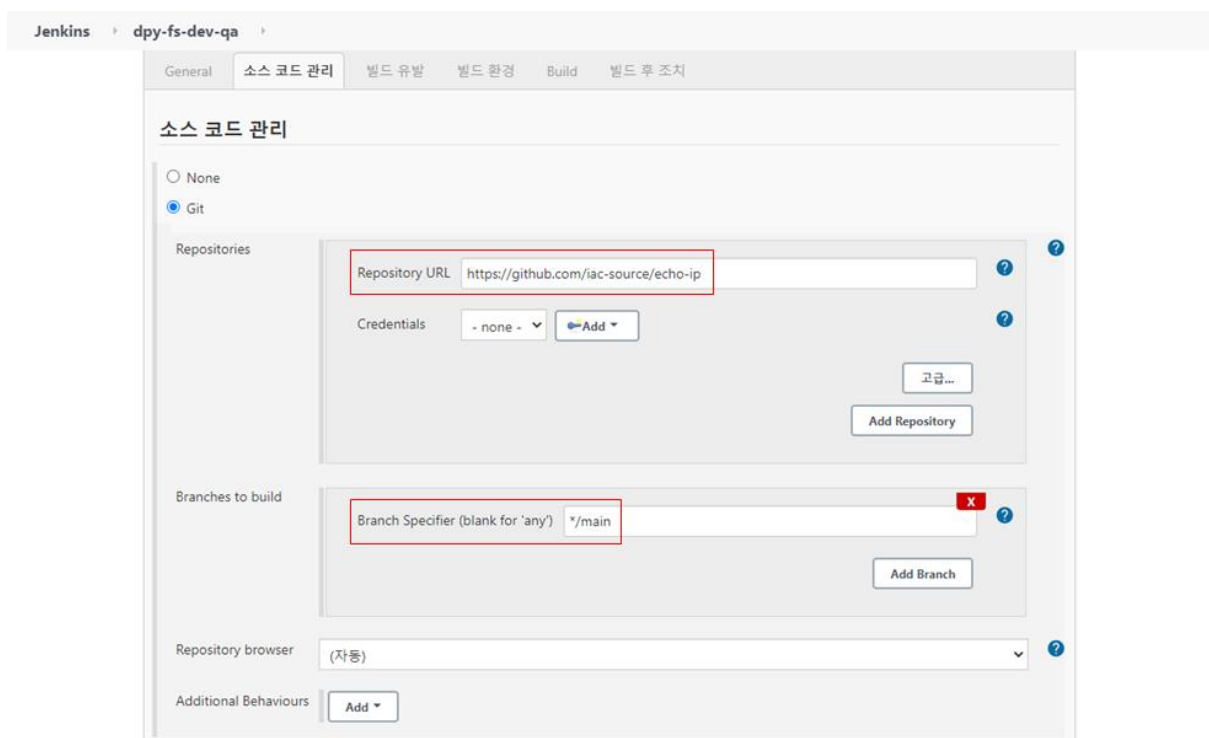 Jenkins dpy-fs-dev-qa
General 소스 코드 관리 빌드 유발 빌드 환경 Build 빌드 후 조치
소스 코드 관리
None
Git
Repositories
Repository URL https://github.com/iac-source/echo-ip
Credentials - none - Add
고급...
Add Repository
Branches to build
X
Branch Specifier (blank for 'any') */main
Add Branch
Repository browser (자동)
Additional Behaviours Add